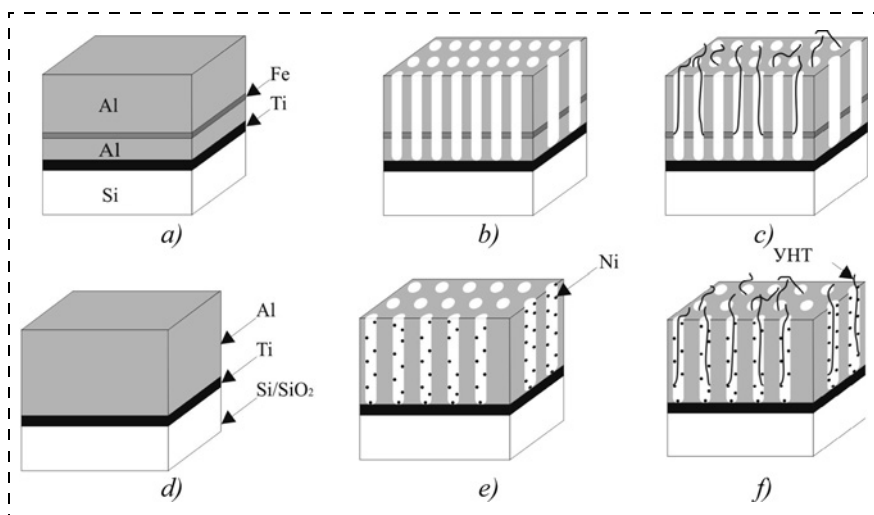 Fe
Al
Ti
Al
Si
a)
b)
c)
УНТ
Ni
Al
Ti
Si/SiO₂
d)
e)
f)